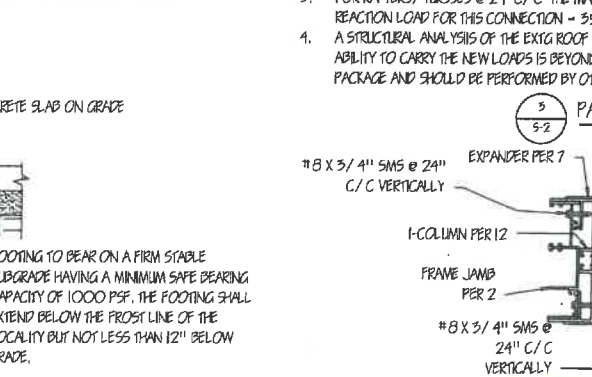 REACTION LOAD FOR THIS CONNECTION = 35
4. A STRUCTURAL ANALYSIS OF THE EXTG ROOF
ABILITY TO CARRY THE NEW LOADS IS BEYOND
PACKAGE AND SHOULD BE PERFORMED BY OT
RETE SLAB ON GRADE
3
S-2
PA
#8 X 3/4" SMS @ 24"
C/C VERTICALLY
EXPANDER PER 7
I-COLUMN PER 12
FRAME JAMB
PER 2
#8 X 3/4" SMS @
24" C/C
VERTICALLY
OOTING TO BEAR ON A FIRM STABLE
UBGRADE HAVING A MINIMUM SAFE BEARING
APACITY OF 1000 PSF. THE FOOTING SHALL
XTEND BELOW THE FROST LINE OF THE
OCALITY BUT NOT LESS THAN 12" BELOW
RADE.